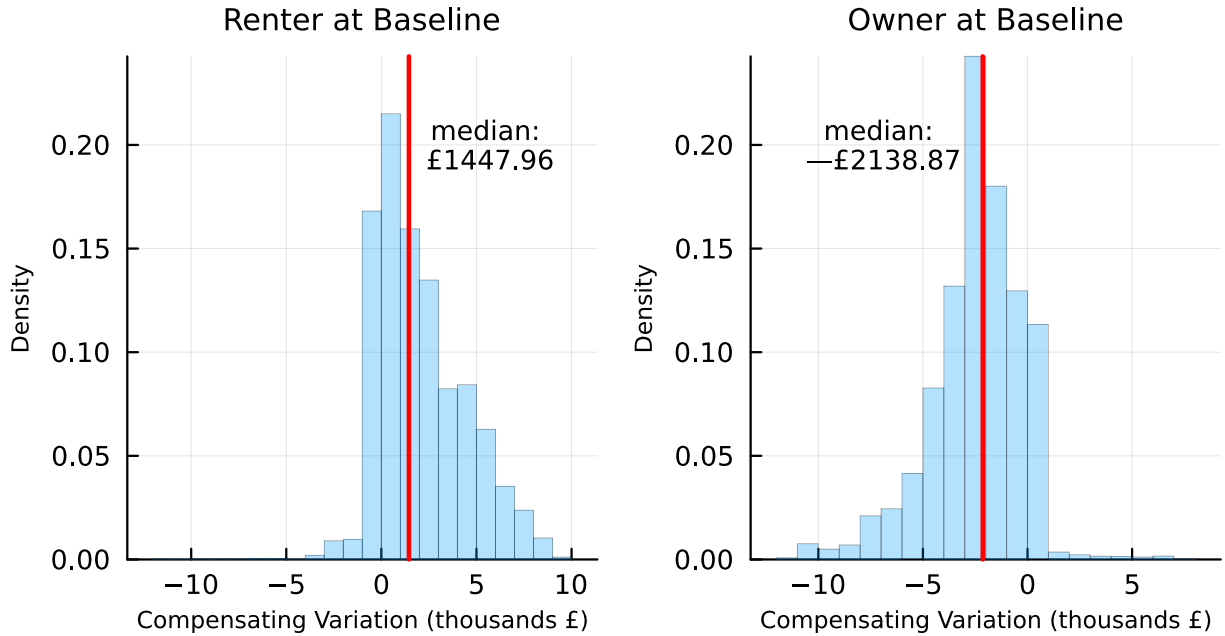 Renter at Baseline
median:
£1447.96
0.20
0.15
0.10
0.05
0.00
Density
−10
−5
0
5
10
Compensating Variation (thousands £)
Owner at Baseline
median:
—£2138.87
0.20
0.15
0.10
0.05
0.00
Density
−10
−5
0
5
Compensating Variation (thousands £)